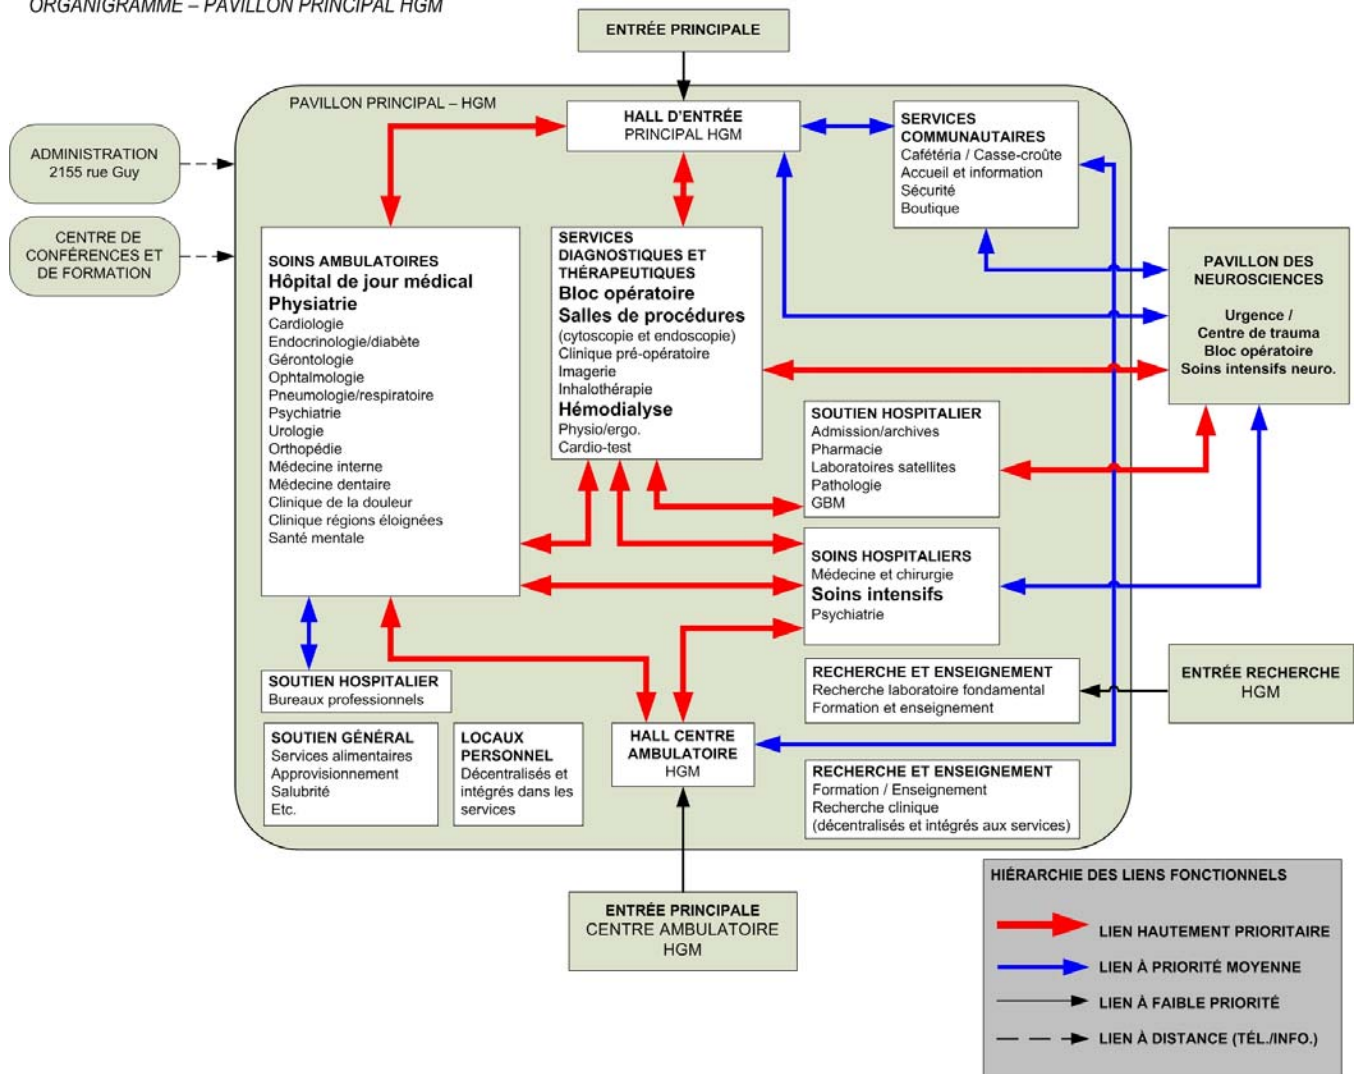 ORGANIGRAMME – PAVILLON PRINCIPAL HGM
ENTRÉE PRINCIPALE
PAVILLON PRINCIPAL – HGM
HALL D'ENTRÉE
PRINCIPAL HGM
SERVICES
COMMUNAUTAIRES
Cafétéria / Casse-croûte
Accueil et information
Sécurité
Boutique
ADMINISTRATION
2155 rue Guy
CENTRE DE
CONFÉRENCES ET
DE FORMATION
SOINS AMBULATOIRES
Hôpital de jour médical
Physiatrie
Cardiologie
Endocrinologie/diabète
Gérontologie
Ophtalmologie
Pneumologie/respiratoire
Psychiatrie
Urologie
Orthopédie
Médecine interne
Médecine dentaire
Clinique de la douleur
Clinique régions éloignées
Santé mentale
SERVICES
DIAGNOSTIQUES ET
THÉRAPEUTIQUES
Bloc opératoire
Salles de procédures
(cytoscopie et endoscopie)
Clinique pré-opératoire
Imagerie
Inhalothérapie
Hémodialyse
Physio/ergo.
Cardio-test
PAVILLON DES
NEUROSCIENCES
Urgence /
Centre de trauma
Bloc opératoire
Soins intensifs neuro.
SOUTIEN HOSPITALIER
Admission/archives
Pharmacie
Laboratoires satellites
Pathologie
GBM
SOINS HOSPITALIERS
Médecine et chirurgie
Soins intensifs
Psychiatrie
SOUTIEN HOSPITALIER
Bureaux professionnels
RECHERCHE ET ENSEIGNEMENT
Recherche laboratoire fondamental
Formation et enseignement
ENTRÉE RECHERCHE
HGM
SOUTIEN GÉNÉRAL
Services alimentaires
Approvisionnement
Salubrité
Etc.
LOCAUX
PERSONNEL
Décentralisés et
intégrés dans les
services
HALL CENTRE
AMBULATOIRE
HGM
RECHERCHE ET ENSEIGNEMENT
Formation / Enseignement
Recherche clinique
(décentralisés et intégrés aux services)
ENTRÉE PRINCIPALE
CENTRE AMBULATOIRE
HGM
HIÉRARCHIE DES LIENS FONCTIONNELS
LIEN HAUTEMENT PRIORITAIRE
LIEN À PRIORITÉ MOYENNE
LIEN À FAIBLE PRIORITÉ
LIEN À DISTANCE (TÉL./INFO.)